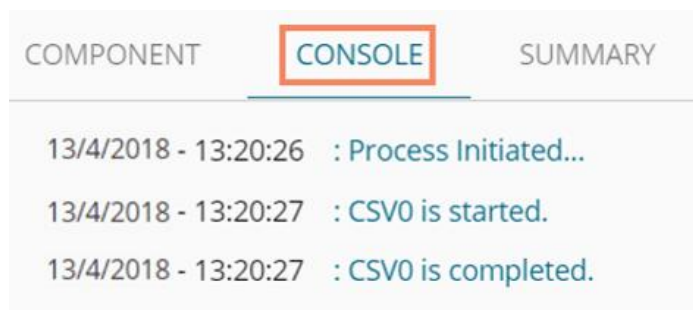 COMPONENT CONSOLE SUMMARY
13/4/2018 - 13:20:26 : Process Initiated...
13/4/2018 - 13:20:27 : CSV0 is started.
13/4/2018 - 13:20:27 : CSV0 is completed.